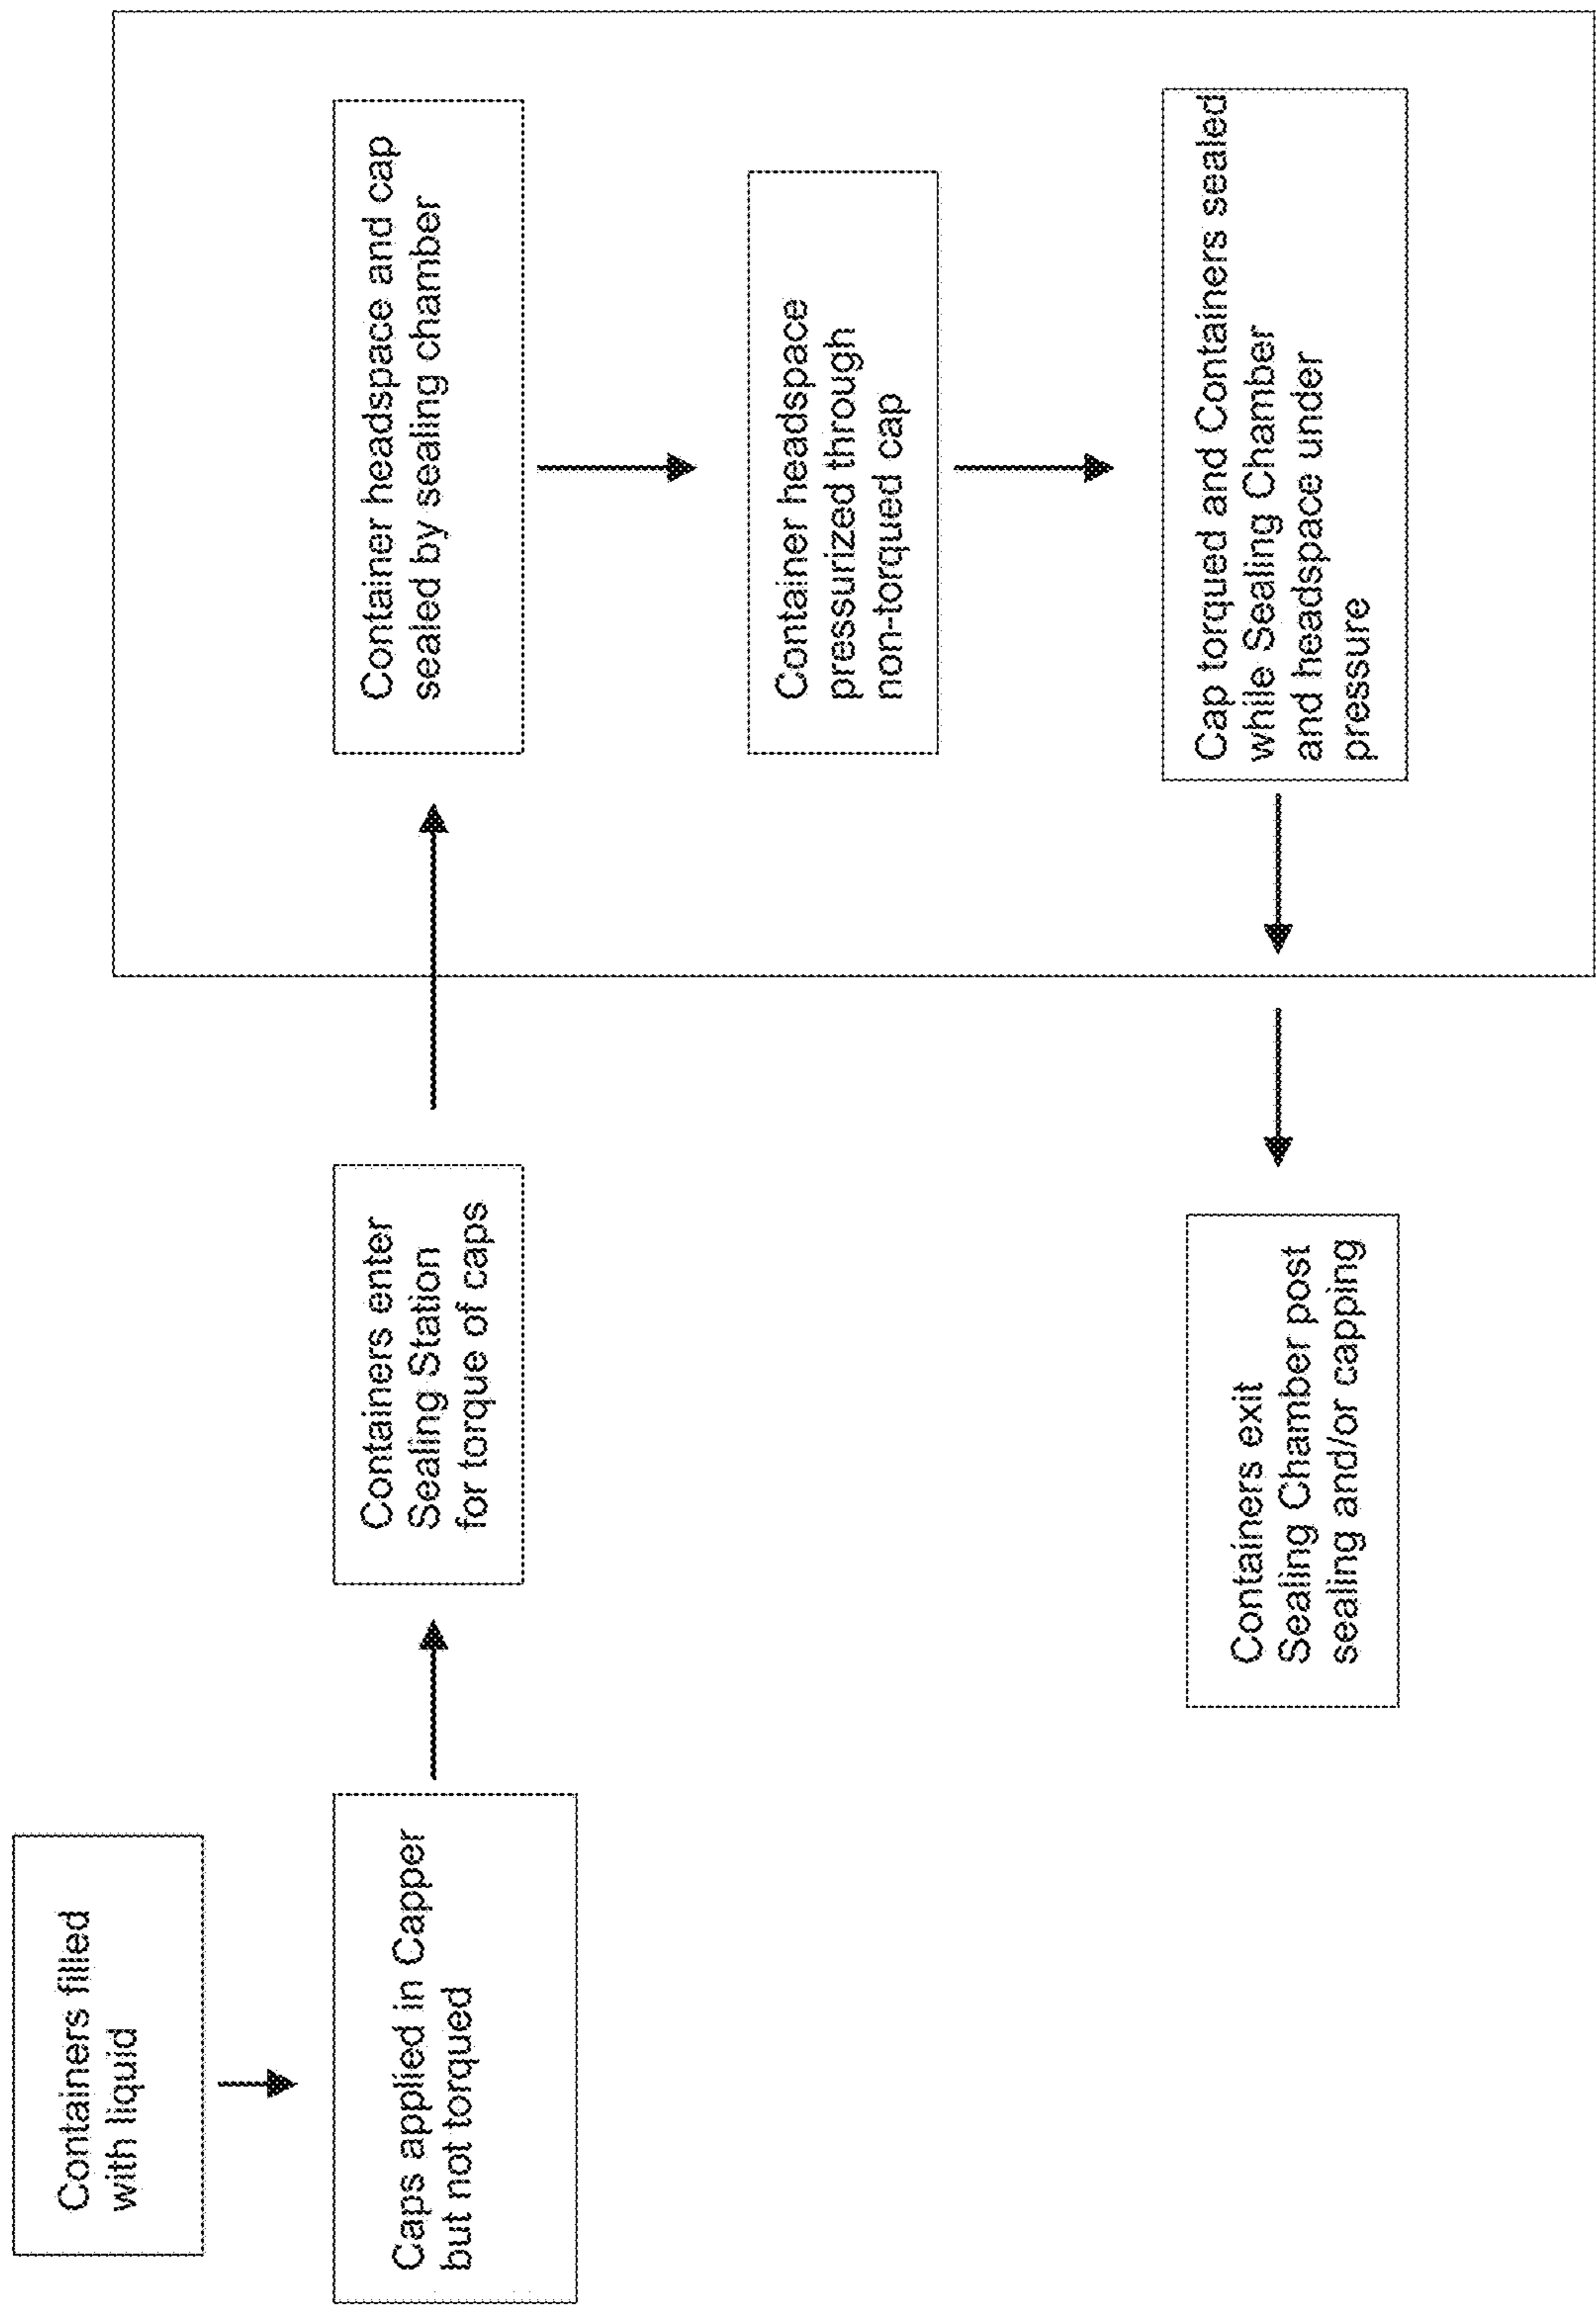 Containers filled
with liquid
Caps applied in Capper
but not torqued
Containers enter
Sealing Station
for torque of caps
Container headspace and cap
sealed by sealing chamber
Container headspace
pressurized through
non-torqued cap
Cap torqued and Containers sealed
while Sealing Chamber
and headspace under
pressure
Containers exit
Sealing Chamber post
sealing and/or capping